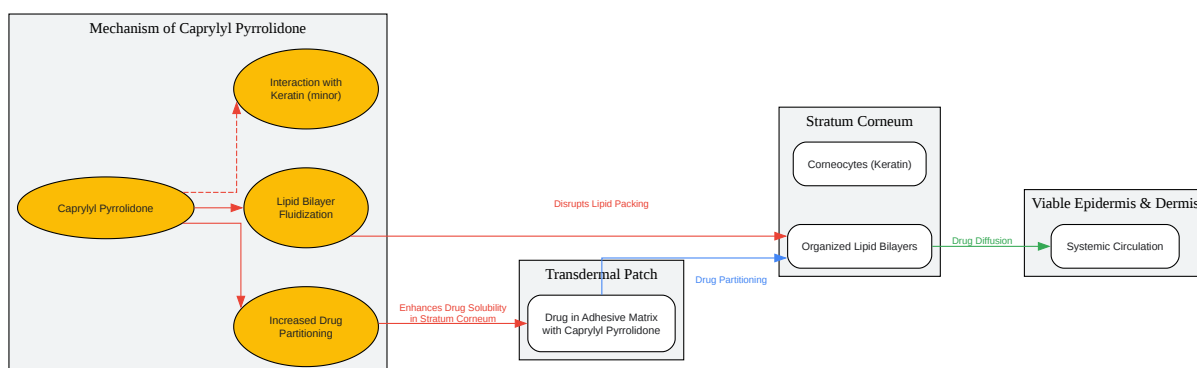 Mechanism of Caprylyl Pyrrolidone
Interaction with
Keratin (minor)
Caprylyl Pyrrolidone
Lipid Bilayer
Fluidization
Increased Drug
Partitioning
Disrupts Lipid Packing
Enhances Drug Solubility
in Stratum Corneum
Transdermal Patch
Drug in Adhesive Matrix
with Caprylyl Pyrrolidone
Drug Partitioning
Stratum Corneum
Corneocytes (Keratin)
Organized Lipid Bilayers
Drug Diffusion
Viable Epidermis & Dermis
Systemic Circulation